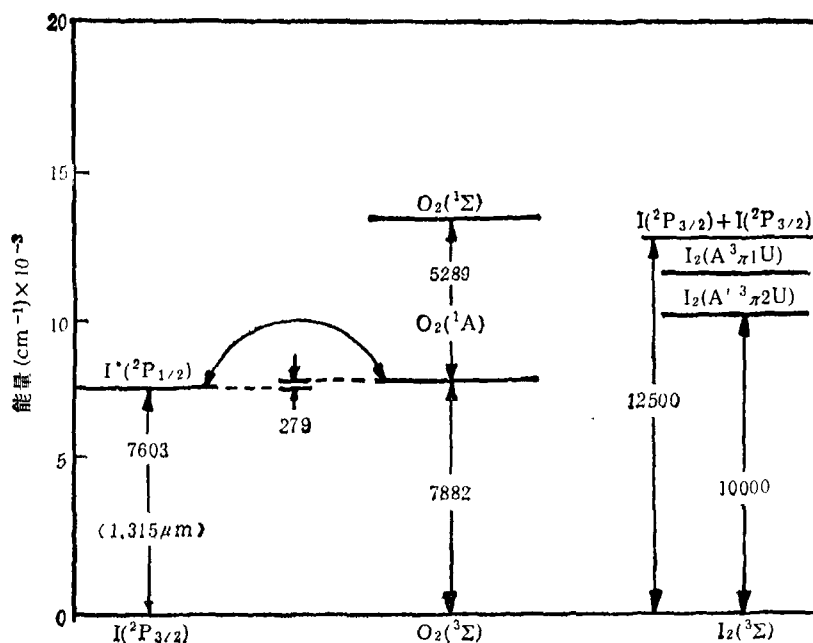 20
15
10
5
0
能量 (cm⁻¹)×10⁻³
I*(²P₁/₂)
7603
(1,315μm)
I(²P₃/₂)
279
O₂(¹Σ)
5289
O₂(¹A)
7882
O₂(³Σ)
I(²P₃/₂)+I(²P₃/₂)
I₂(A³π1U)
I₂(A' ³π2U)
12500
10000
I₂(³Σ)